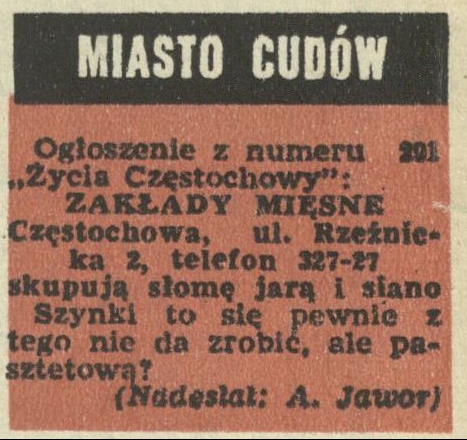 MIASTO CUDÓW
Ogłoszenie z numeru 291
„Życia Częstochowy”:
ZAKŁADY MIĘSNE
Częstochowa, ul. Rzeźnic-
ka 2, telefon 327-27
skupują słomę jarą i siano
Szynki to się pewnie z
tego nie da zrobić, ale pa-
sztetową?
(Nadesłał: A. Jawor)